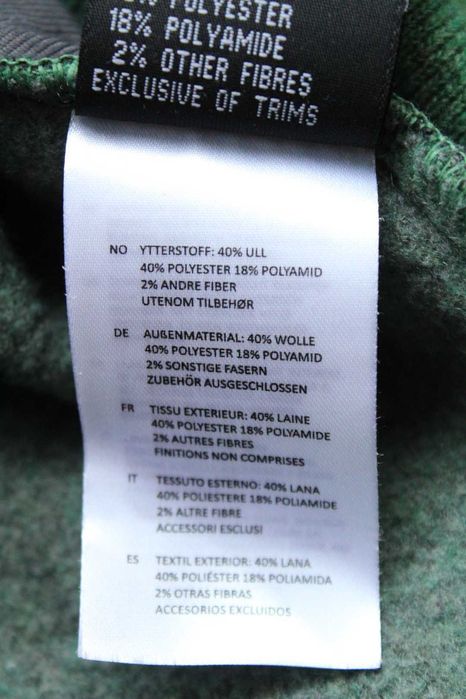 POLYESTER
18% POLYAMIDE
2% OTHER FIBRES
EXCLUSIVE OF TRIMS
NO YTTERSTOFF: 40% ULL
40% POLYESTER 18% POLYAMID
2% ANDRE FIBER
UTENOM TILBEHØR
DE AUßENMATERIAL: 40% WOLLE
40% POLYESTER 18% POLYAMID
2% SONSTIGE FASERN
ZUBEHÖR AUSGESCHLOSSEN
FR TISSU EXTERIEUR: 40% LAINE
40% POLYESTER 18% POLYAMIDE
2% AUTRES FIBRES
FINITIONS NON COMPRISES
IT TESSUTO ESTERNO: 40% LANA
40% POLIESTERE 18% POLIAMIDE
2% ALTRE FIBRE
ACCESSORI ESCLUSI
ES TEXTIL EXTERIOR: 40% LANA
40% POLIÉSTER 18% POLIAMIDA
2% OTRAS FIBRAS
ACCESORIOS EXCLUIDOS